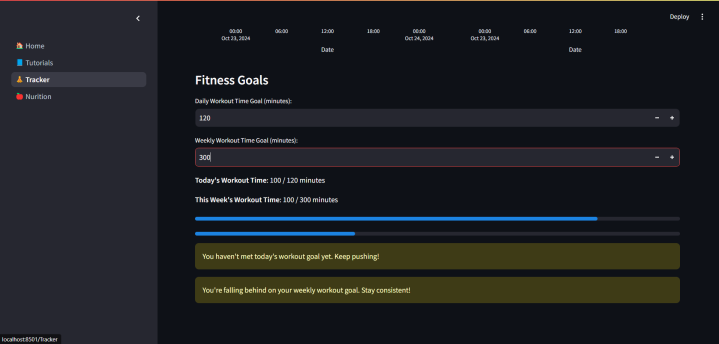 Deploy
Home
Tutorials
Tracker
Nurition
00:00 06:00 12:00 18:00 00:00 00:00 06:00 12:00 18:00
Oct 23, 2024 Oct 24, 2024 Oct 23, 2024
Date Date
Fitness Goals
Daily Workout Time Goal (minutes):
120
Weekly Workout Time Goal (minutes):
300
Today's Workout Time: 100 / 120 minutes
This Week's Workout Time: 100 / 300 minutes
You haven't met today's workout goal yet. Keep pushing!
You're falling behind on your weekly workout goal. Stay consistent!
localhost:8501/Tracker